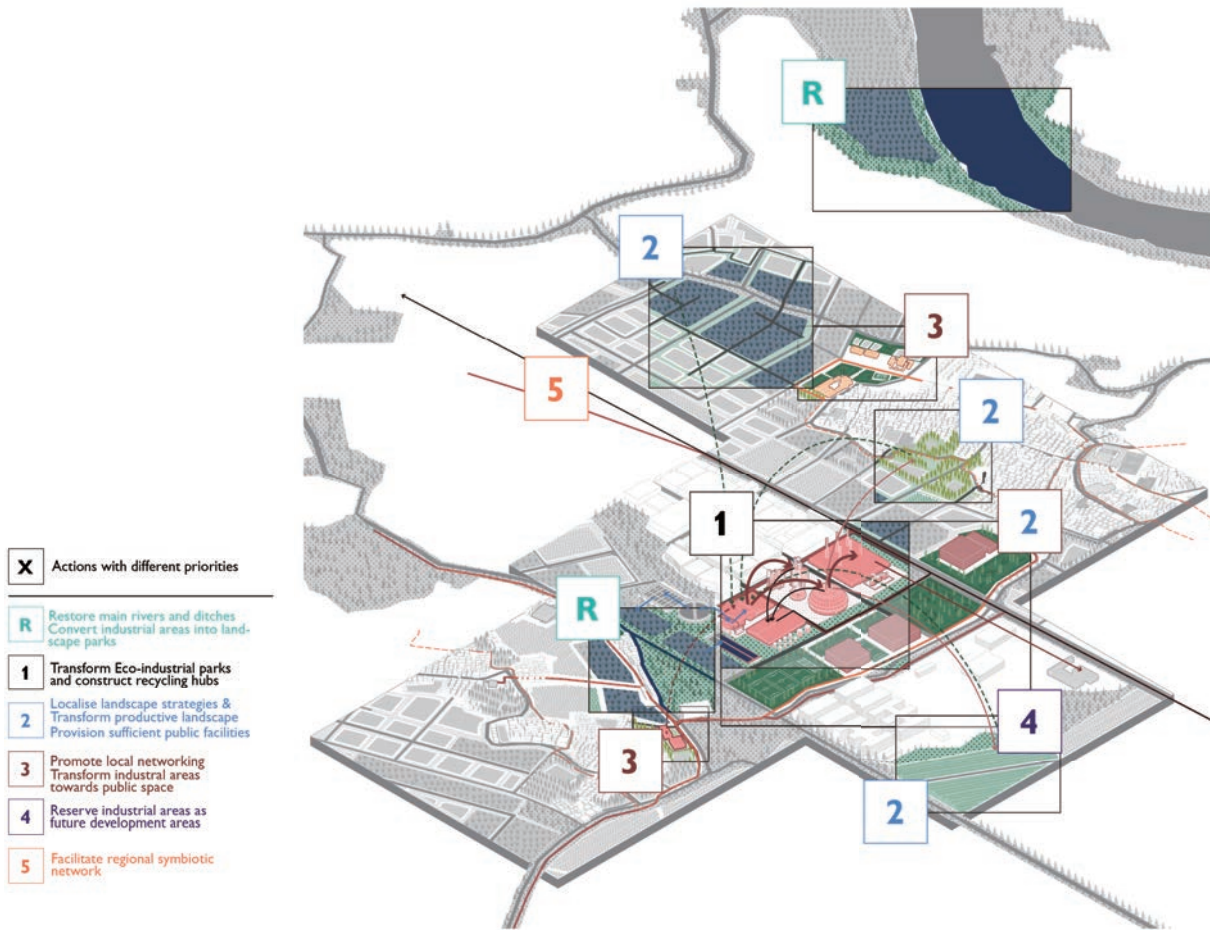 R
2
3
5
2
1
2
R
4
3
2
X Actions with different priorities
R Restore main rivers and ditches
Convert industrial areas into land-
scape parks
1 Transform Eco-industrial parks
and construct recycling hubs
2 Localise landscape strategies &
Transform productive landscape
Provision sufficient public facilities
3 Promote local networking
Transform industral areas
towards public space
4 Reserve industrial areas as
future development areas
5 Facilitate regional symbiotic
network